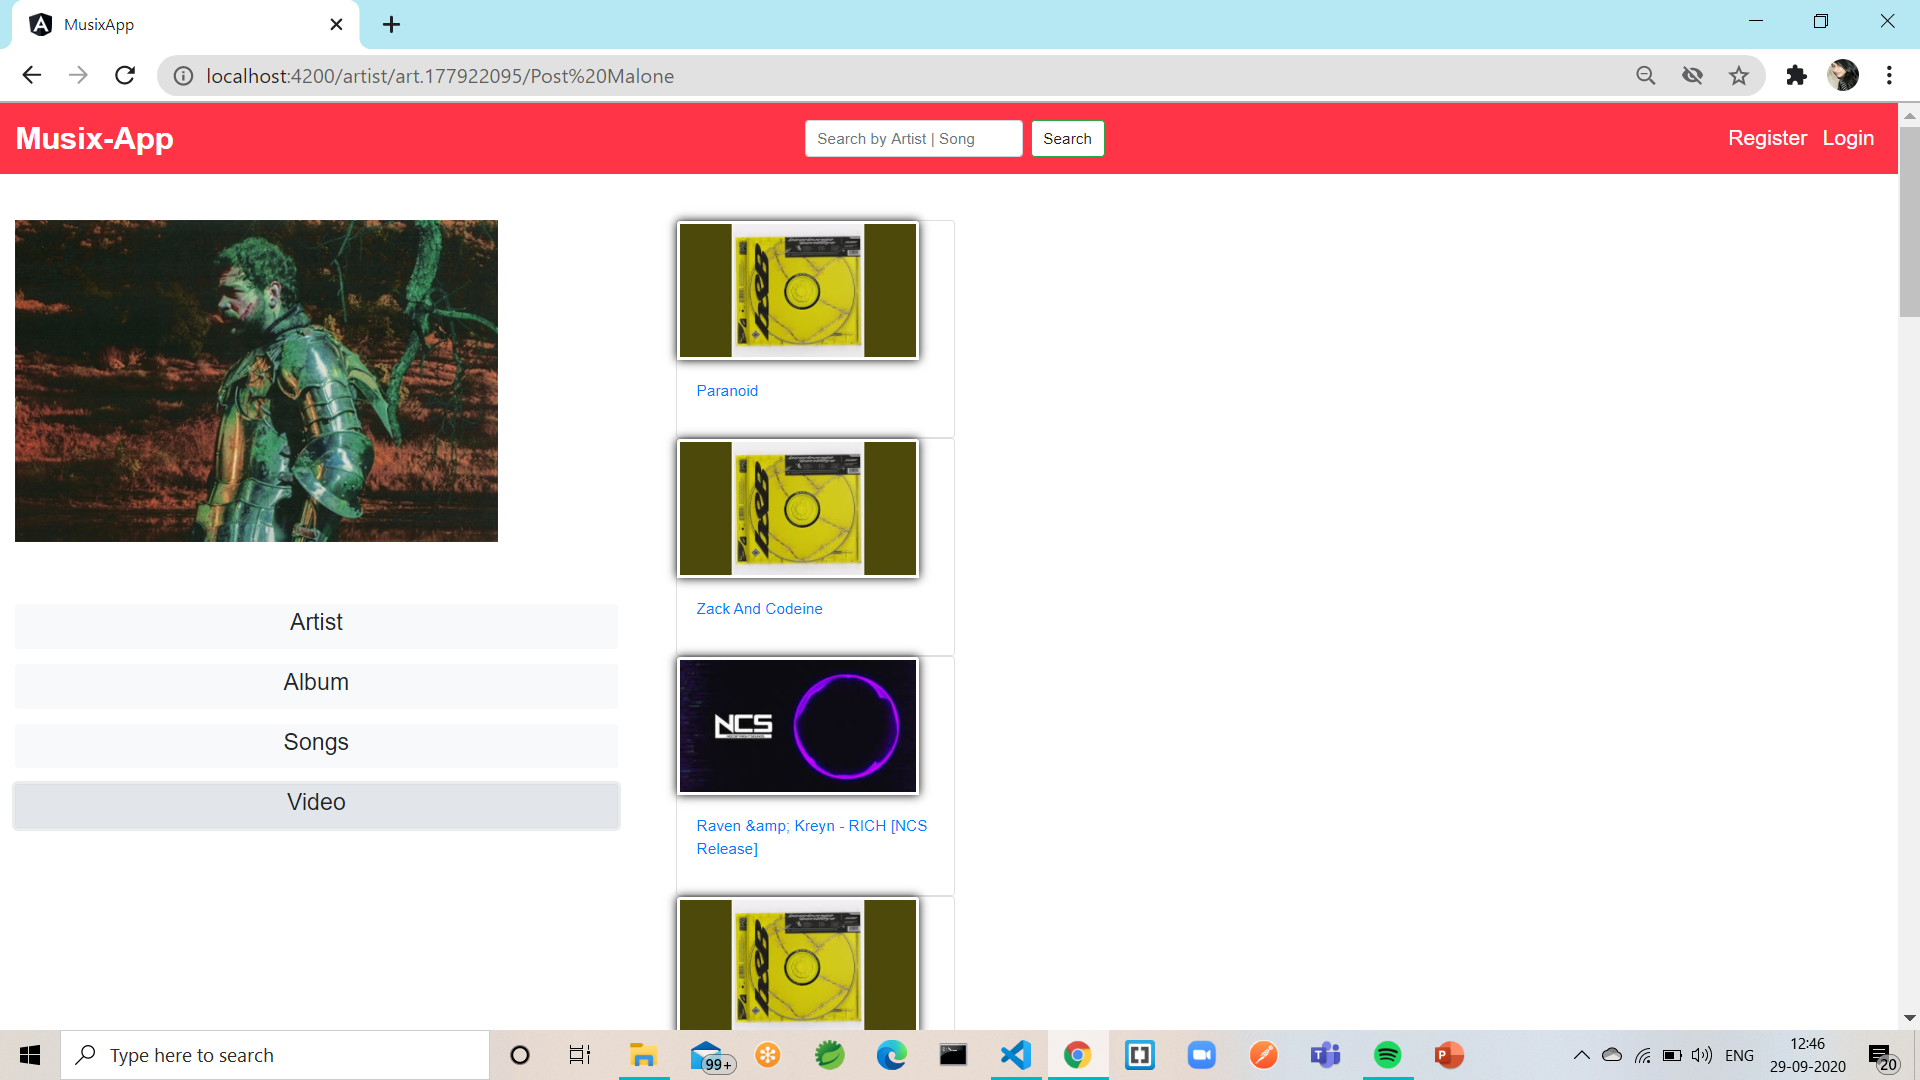 MusixApp
localhost:4200/artist/art.177922095/Post%20Malone
Musix-App
Search by Artist | Song
Search
Register
Login
Artist
Album
Songs
Video
Paranoid
Zack And Codeine
NCS
Raven &amp; Kreyn - RICH [NCS
Release]
Type here to search
99+
ENG
12:46
29-09-2020
20